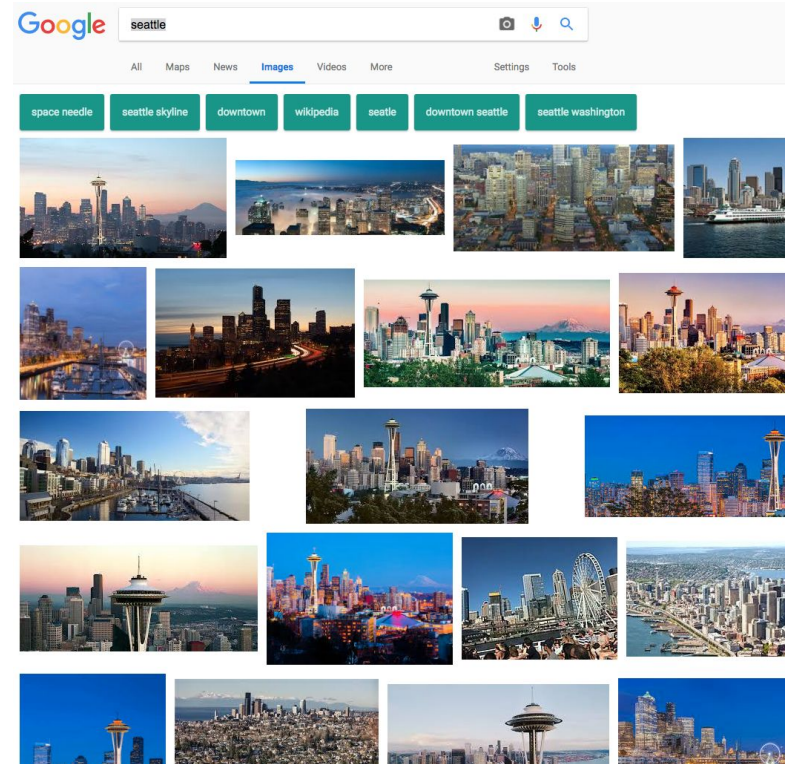 Google seattle
All Maps News Images Videos More Settings Tools
space needle seattle skyline downtown wikipedia seatle downtown seattle seattle washington